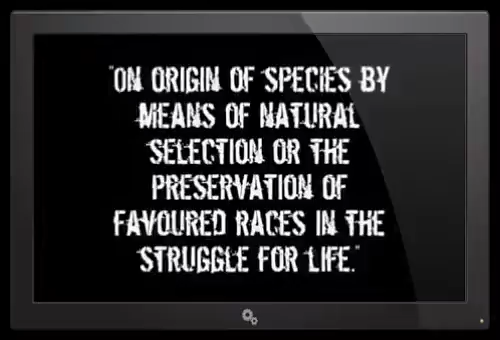 "ON ORIGIN OF SPECIES BY
MEANS OF NATURAL
SELECTION OR THE
PRESERVATION OF
FAVOURED RACES IN THE
STRUGGLE FOR LIFE."